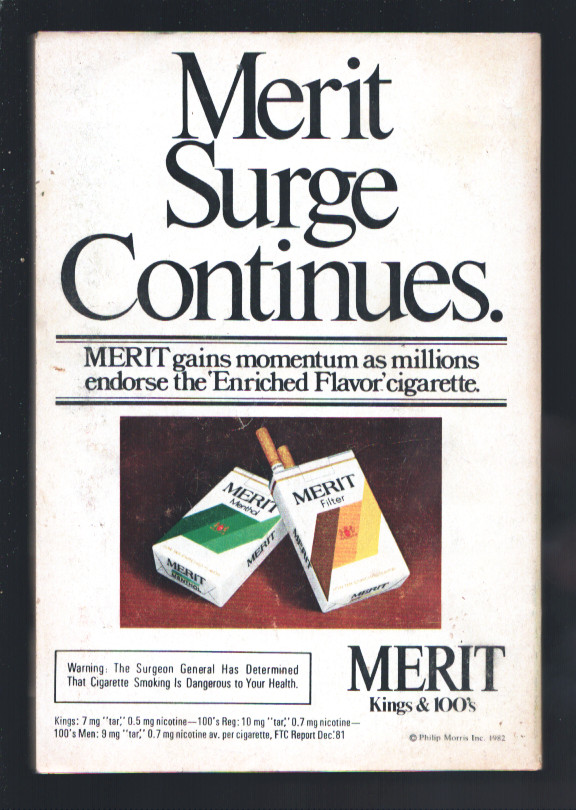 Merit
Surge
Continues.
MERIT gains momentum as millions
endorse the 'Enriched Flavor' cigarette.
MERIT
Menthol
MERIT
MERIT
MENTHOL
MERIT
Filter
MERIT
MERIT
Warning: The Surgeon General Has Determined
That Cigarette Smoking Is Dangerous to Your Health.
MERIT
Kings & 100's
Kings: 7 mg "tar," 0.5 mg nicotine—100's Reg: 10 mg "tar," 0.7 mg nicotine—
100's Men: 9 mg "tar," 0.7 mg nicotine av. per cigarette, FTC Report Dec.'81
© Philip Morris Inc. 1982